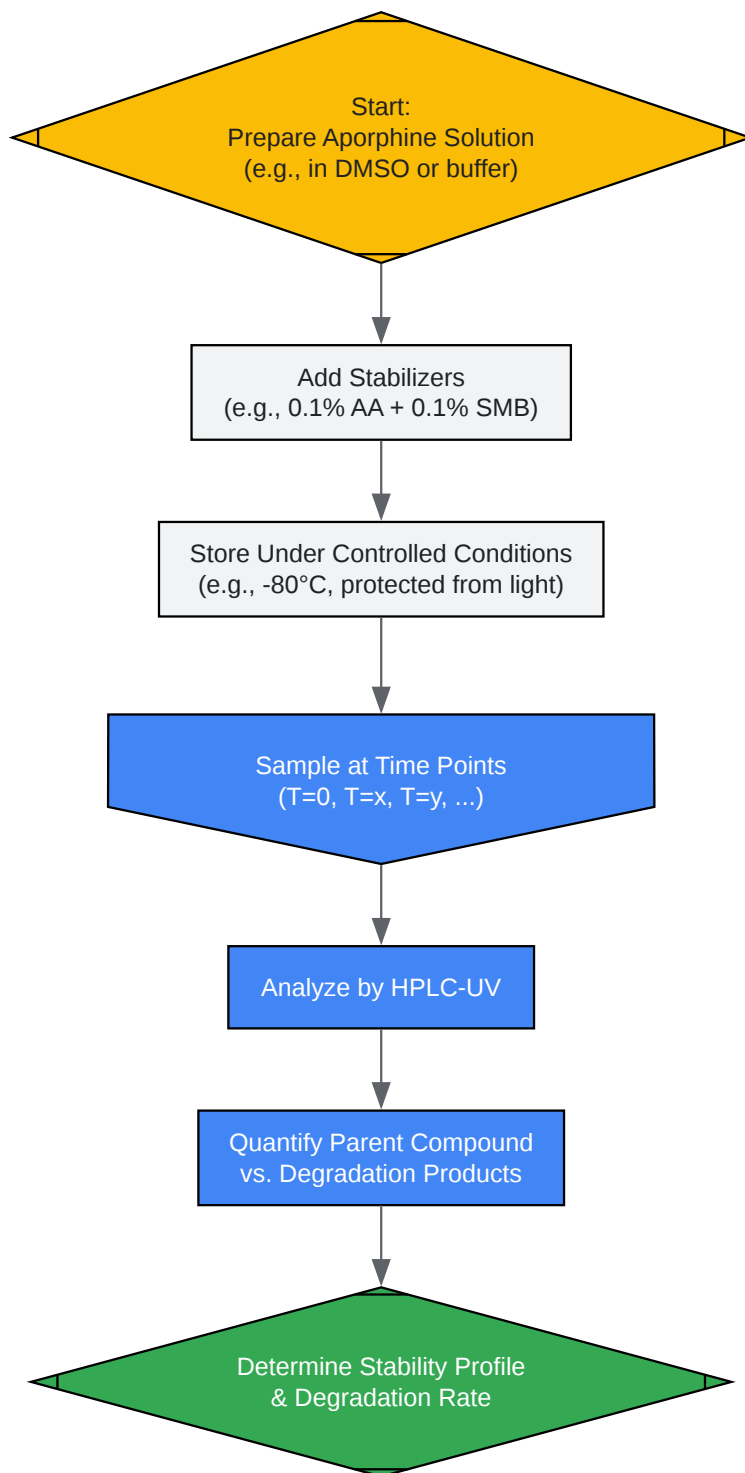 Start:
Prepare Aporphine Solution
(e.g., in DMSO or buffer)
Add Stabilizers
(e.g., 0.1% AA + 0.1% SMB)
Store Under Controlled Conditions
(e.g., -80°C, protected from light)
Sample at Time Points
(T=0, T=x, T=y, ...)
Analyze by HPLC-UV
Quantify Parent Compound
vs. Degradation Products
Determine Stability Profile
& Degradation Rate